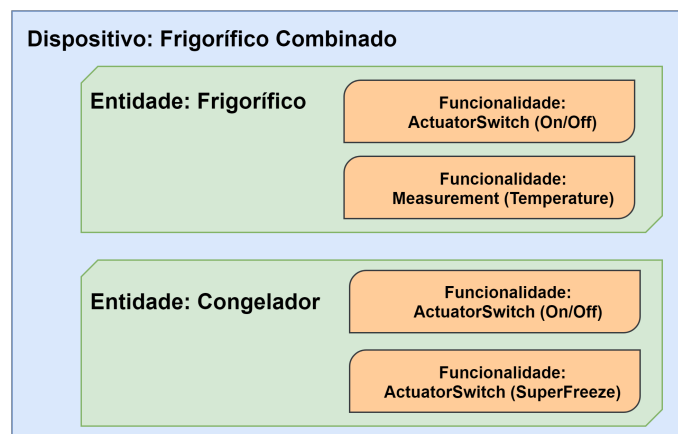 Dispositivo: Frigorífico Combinado
Entidade: Frigorífico
Funcionalidade:
ActuatorSwitch (On/Off)
Funcionalidade:
Measurement (Temperature)
Entidade: Congelador
Funcionalidade:
ActuatorSwitch (On/Off)
Funcionalidade:
ActuatorSwitch (SuperFreeze)